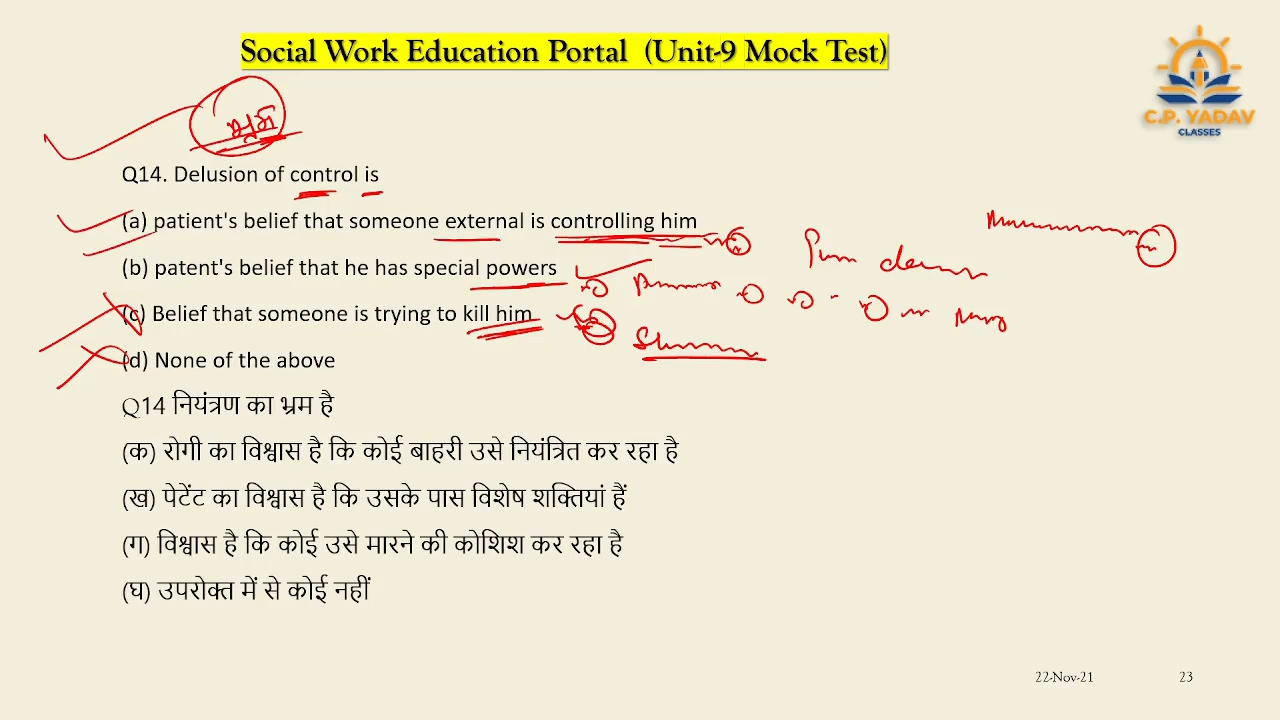 Social Work Education Portal (Unit-9 Mock Test)
C.P. YADAV
CLASSES
Q14. Delusion of control is
(a) patient's belief that someone external is controlling him
(b) patent's belief that he has special powers
(c) Belief that someone is trying to kill him
(d) None of the above
Q14 नियंत्रण का भ्रम है
(क) रोगी का विश्वास है कि कोई बाहरी उसे नियंत्रित कर रहा है
(ख) पेटेंट का विश्वास है कि उसके पास विशेष शक्तियां हैं
(ग) विश्वास है कि कोई उसे मारने की कोशिश कर रहा है
(घ) उपरोक्त में से कोई नहीं
22-Nov-21
23